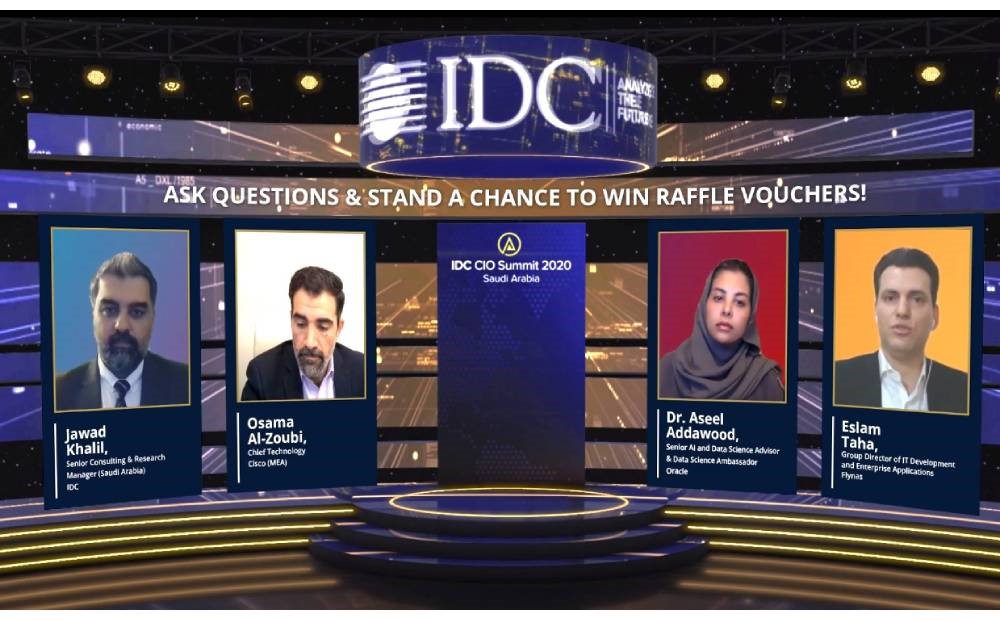 IDC
ANALYZE
THE
FUTURE
economic
AS_DXL/1985
ASK QUESTIONS & STAND A CHANCE TO WIN RAFFLE VOUCHERS!
IDC CIO Summit 2020
Saudi Arabia
Jawad
Khalil,
Senior Consulting & Research
Manager (Saudi Arabia)
IDC
Osama
Al-Zoubi,
Chief Technology
Cisco (MEA)
Dr. Aseel
Addawood,
Senior AI and Data Science Advisor
& Data Science Ambassador
Oracle
Eslam
Taha,
Group Director of IT Development
and Enterprise Applications
Flynas